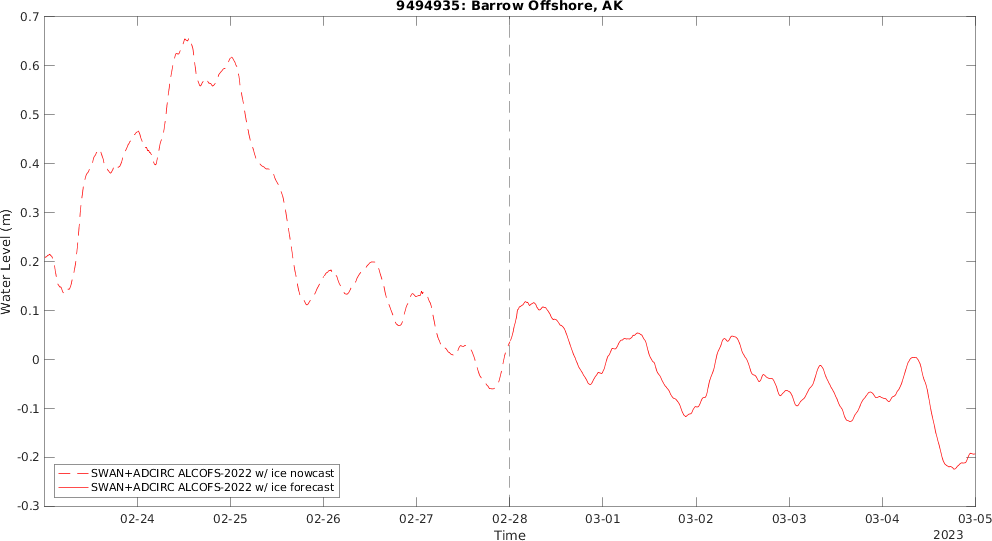 9494935: Barrow Offshore, AK
Water Level (m)
0.7
0.6
0.5
0.4
0.3
0.2
0.1
0
-0.1
-0.2
-0.3
SWAN+ADCIRC ALCOFS-2022 w/ ice nowcast
SWAN+ADCIRC ALCOFS-2022 w/ ice forecast
02-24 02-25 02-26 02-27 02-28 03-01 03-02 03-03 03-04 03-05
Time
2023